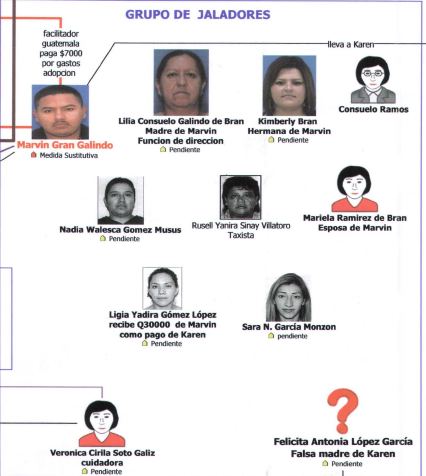 GRUPO DE JALADORES
facilitador
guatemala
paga $7000
por gastos
adopcion
lleva a Karen
Marvin Gran Galindo
Medida Sustitutiva
Lilia Consuelo Galindo de Bran
Madre de Marvin
Funcion de direccion
Pendiente
Kimberly Bran
Hermana de Marvin
Pendiente
Consuelo Ramos
Nadia Walesca Gomez Musus
Pendiente
Rusell Yanira Sinay Villatoro
Taxista
Mariela Ramirez de Bran
Esposa de Marvin
Ligia Yadira Gómez López
recibe Q30000 de Marvin
como pago de Karen
Pendiente
Sara N. García Monzon
pendiente
Veronica Cirila Soto Galiz
cuidadora
Pendiente
?
Felicita Antonia López García
Falsa madre de Karen
Pendiente